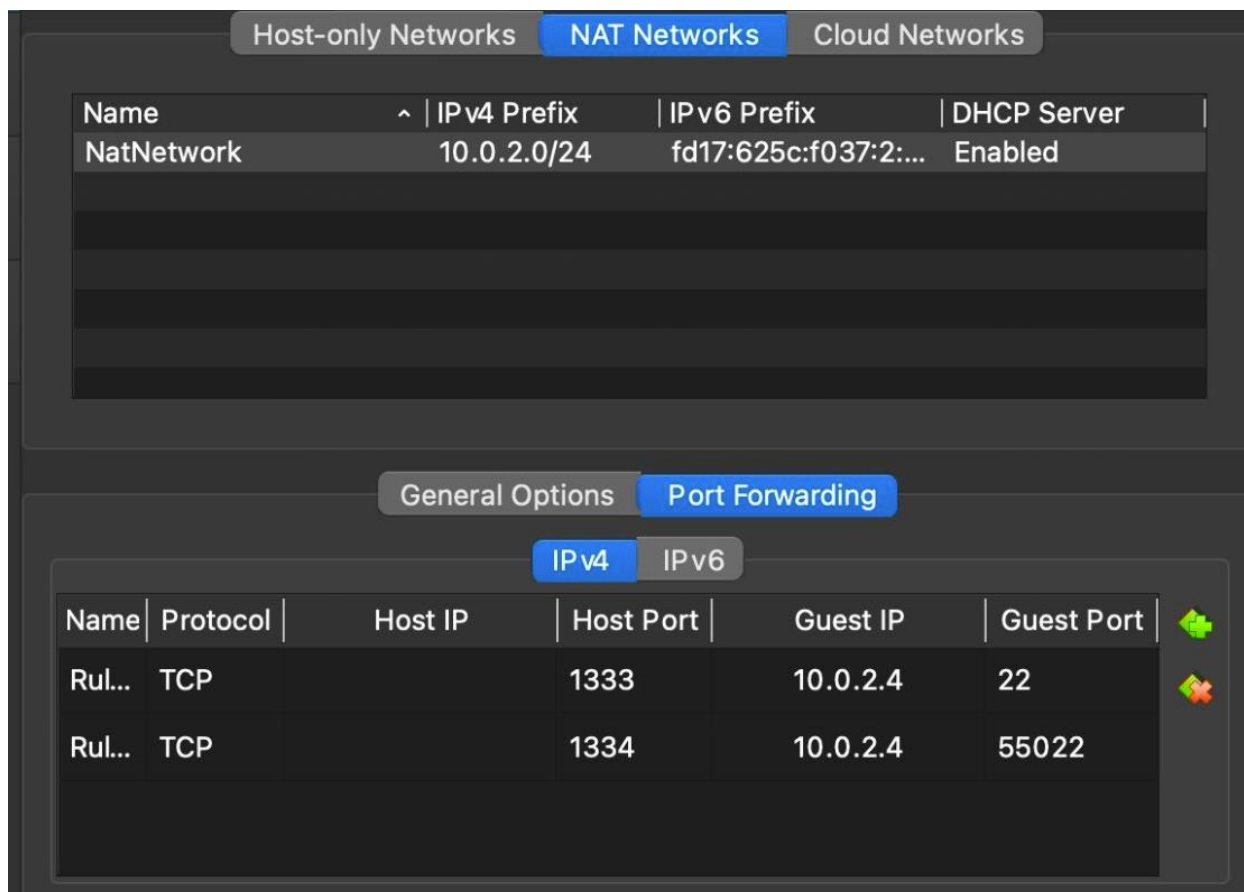 Host-only Networks NAT Networks Cloud Networks
Name IPv4 Prefix IPv6 Prefix DHCP Server
NatNetwork 10.0.2.0/24 fd17:625c:f037:2:... Enabled
General Options Port Forwarding
IPv4 IPv6
Name Protocol Host IP Host Port Guest IP Guest Port
Rul... TCP 1333 10.0.2.4 22
Rul... TCP 1334 10.0.2.4 55022